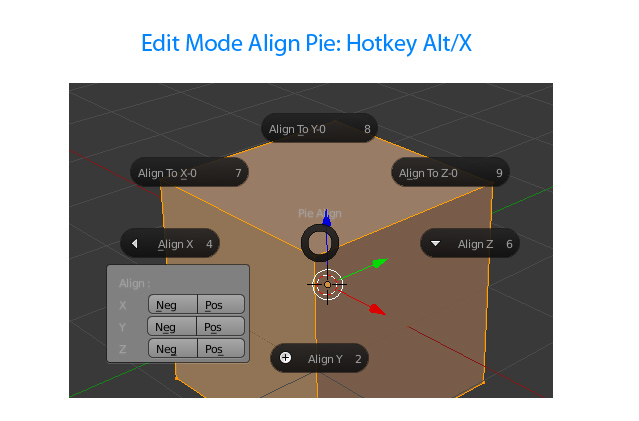 Edit Mode Align Pie: Hotkey Alt/X
Align To Y-0 8
Align To X-0 7
Align To Z-0 9
Pie Align
Align X 4
Align Z 6
Align :
X Neg Pos
Y Neg Pos
Z Neg Pos
Align Y 2